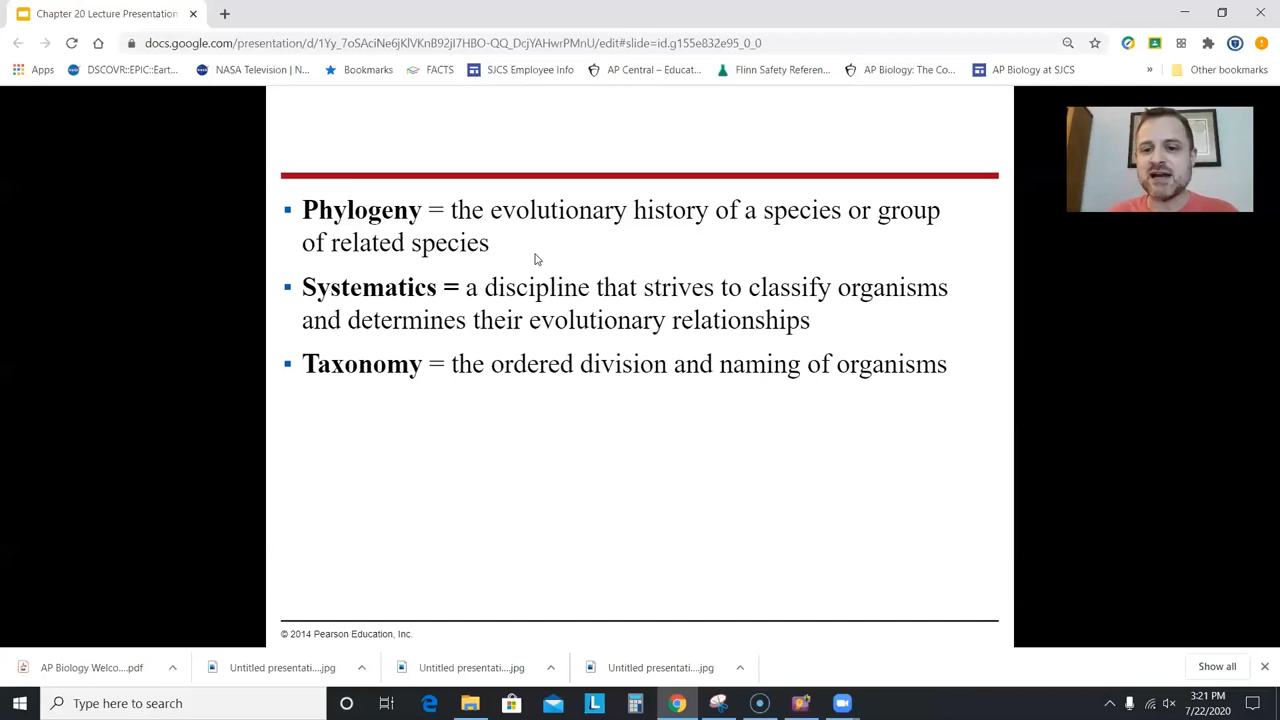 Chapter 20 Lecture Presentation
docs.google.com/presentation/d/1Yy_7oSAciNe6jKlVKnB92iI7HBO-QQ_DcjYAHwrPMnU/edit#slide=id.g155e832e95_0_0
Apps DSCOVR::EPIC::Eart... NASA Television | N... Bookmarks FACTS SJCS Employee Info AP Central – Educat... Flinn Safety Referen... AP Biology: The Co... AP Biology at SJCS » Other bookmarks
Phylogeny = the evolutionary history of a species or group
of related species
Systematics = a discipline that strives to classify organisms
and determines their evolutionary relationships
Taxonomy = the ordered division and naming of organisms
© 2014 Pearson Education, Inc.
AP Biology Welco....pdf Untitled presentati....jpg Untitled presentati....jpg Untitled presentati....jpg Show all
Type here to search
3:21 PM
7/22/2020